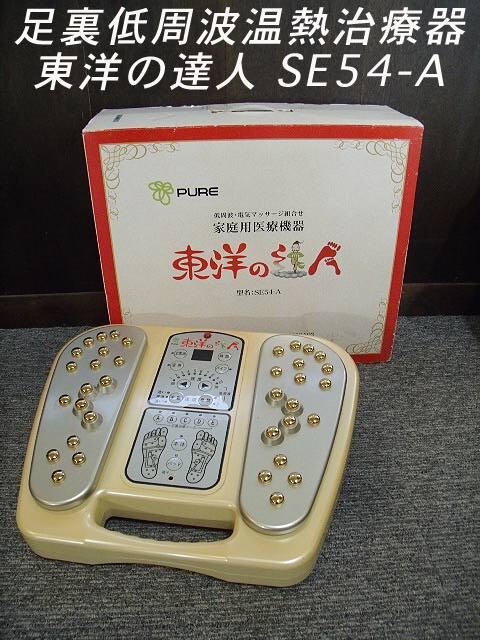 足裏低周波温熱治療器
東洋の達人 SE54-A
PURE
低周波・電気マッサージ組合せ
家庭用医療機器
東洋の達人
型名:SE54-A
東洋の達人
A B C D E